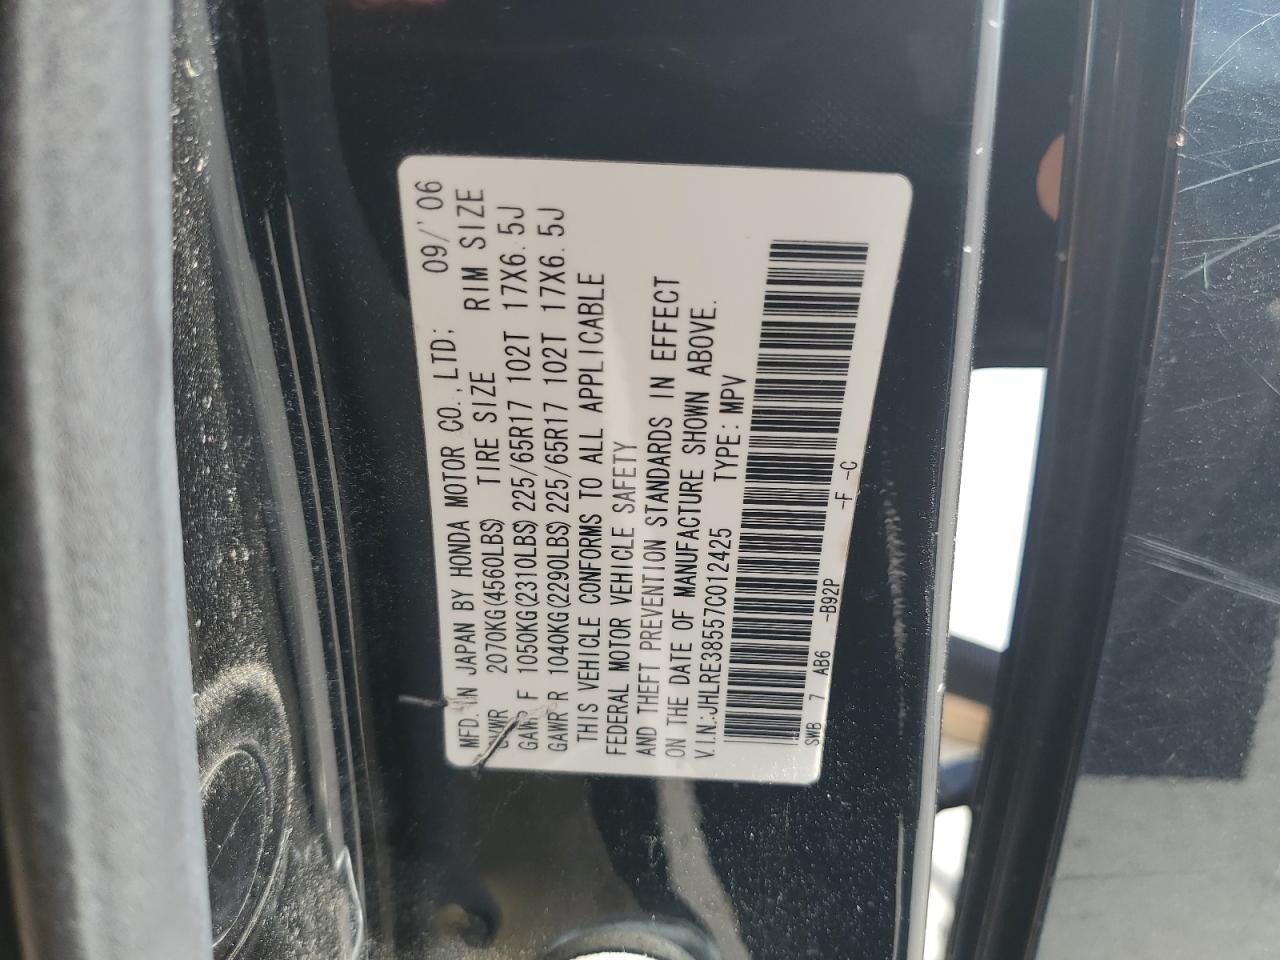 MFD. IN JAPAN BY HONDA MOTOR CO., LTD: 09/'06
GVWR 2070KG(4560LBS) TIRE SIZE RIM SIZE
GAWR F 1050KG(2310LBS) 225/65R17 102T 17X6.5J
GAWR R 1040KG(2290LBS) 225/65R17 102T 17X6.5J
THIS VEHICLE CONFORMS TO ALL APPLICABLE
FEDERAL MOTOR VEHICLE SAFETY
AND THEFT PREVENTION STANDARDS IN EFFECT
ON THE DATE OF MANUFACTURE SHOWN ABOVE.
V.I.N.:JHLRE38557C012425 TYPE:MPV
SWB 7 AB6 -B92P -F -C